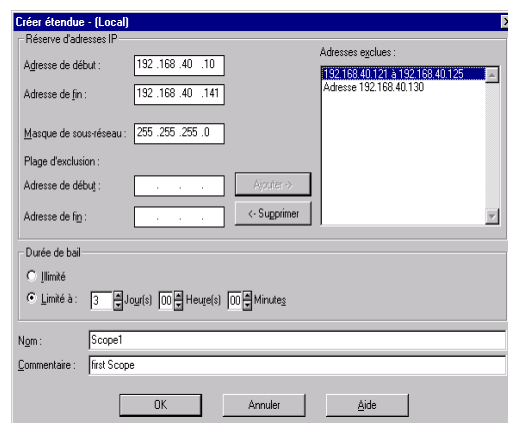 Créer étendue - (Local)
Réserve d'adresses IP
Adresse de début : 192 .168 .40 .10
Adresse de fin : 192 .168 .40 .141
Masque de sous-réseau : 255 .255 .255 .0
Plage d'exclusion :
Adresse de début :
Adresse de fin :
Ajouter ->
<- Supprimer
Adresses exclues :
192.168.40.121 à 192.168.40.125
Adresse 192.168.40.130
Durée de bail
Illimité
Limité à : 3 Jour(s) 00 Heure(s) 00 Minutes
Nom : Scope1
Commentaire : first Scope
OK Annuler Aide